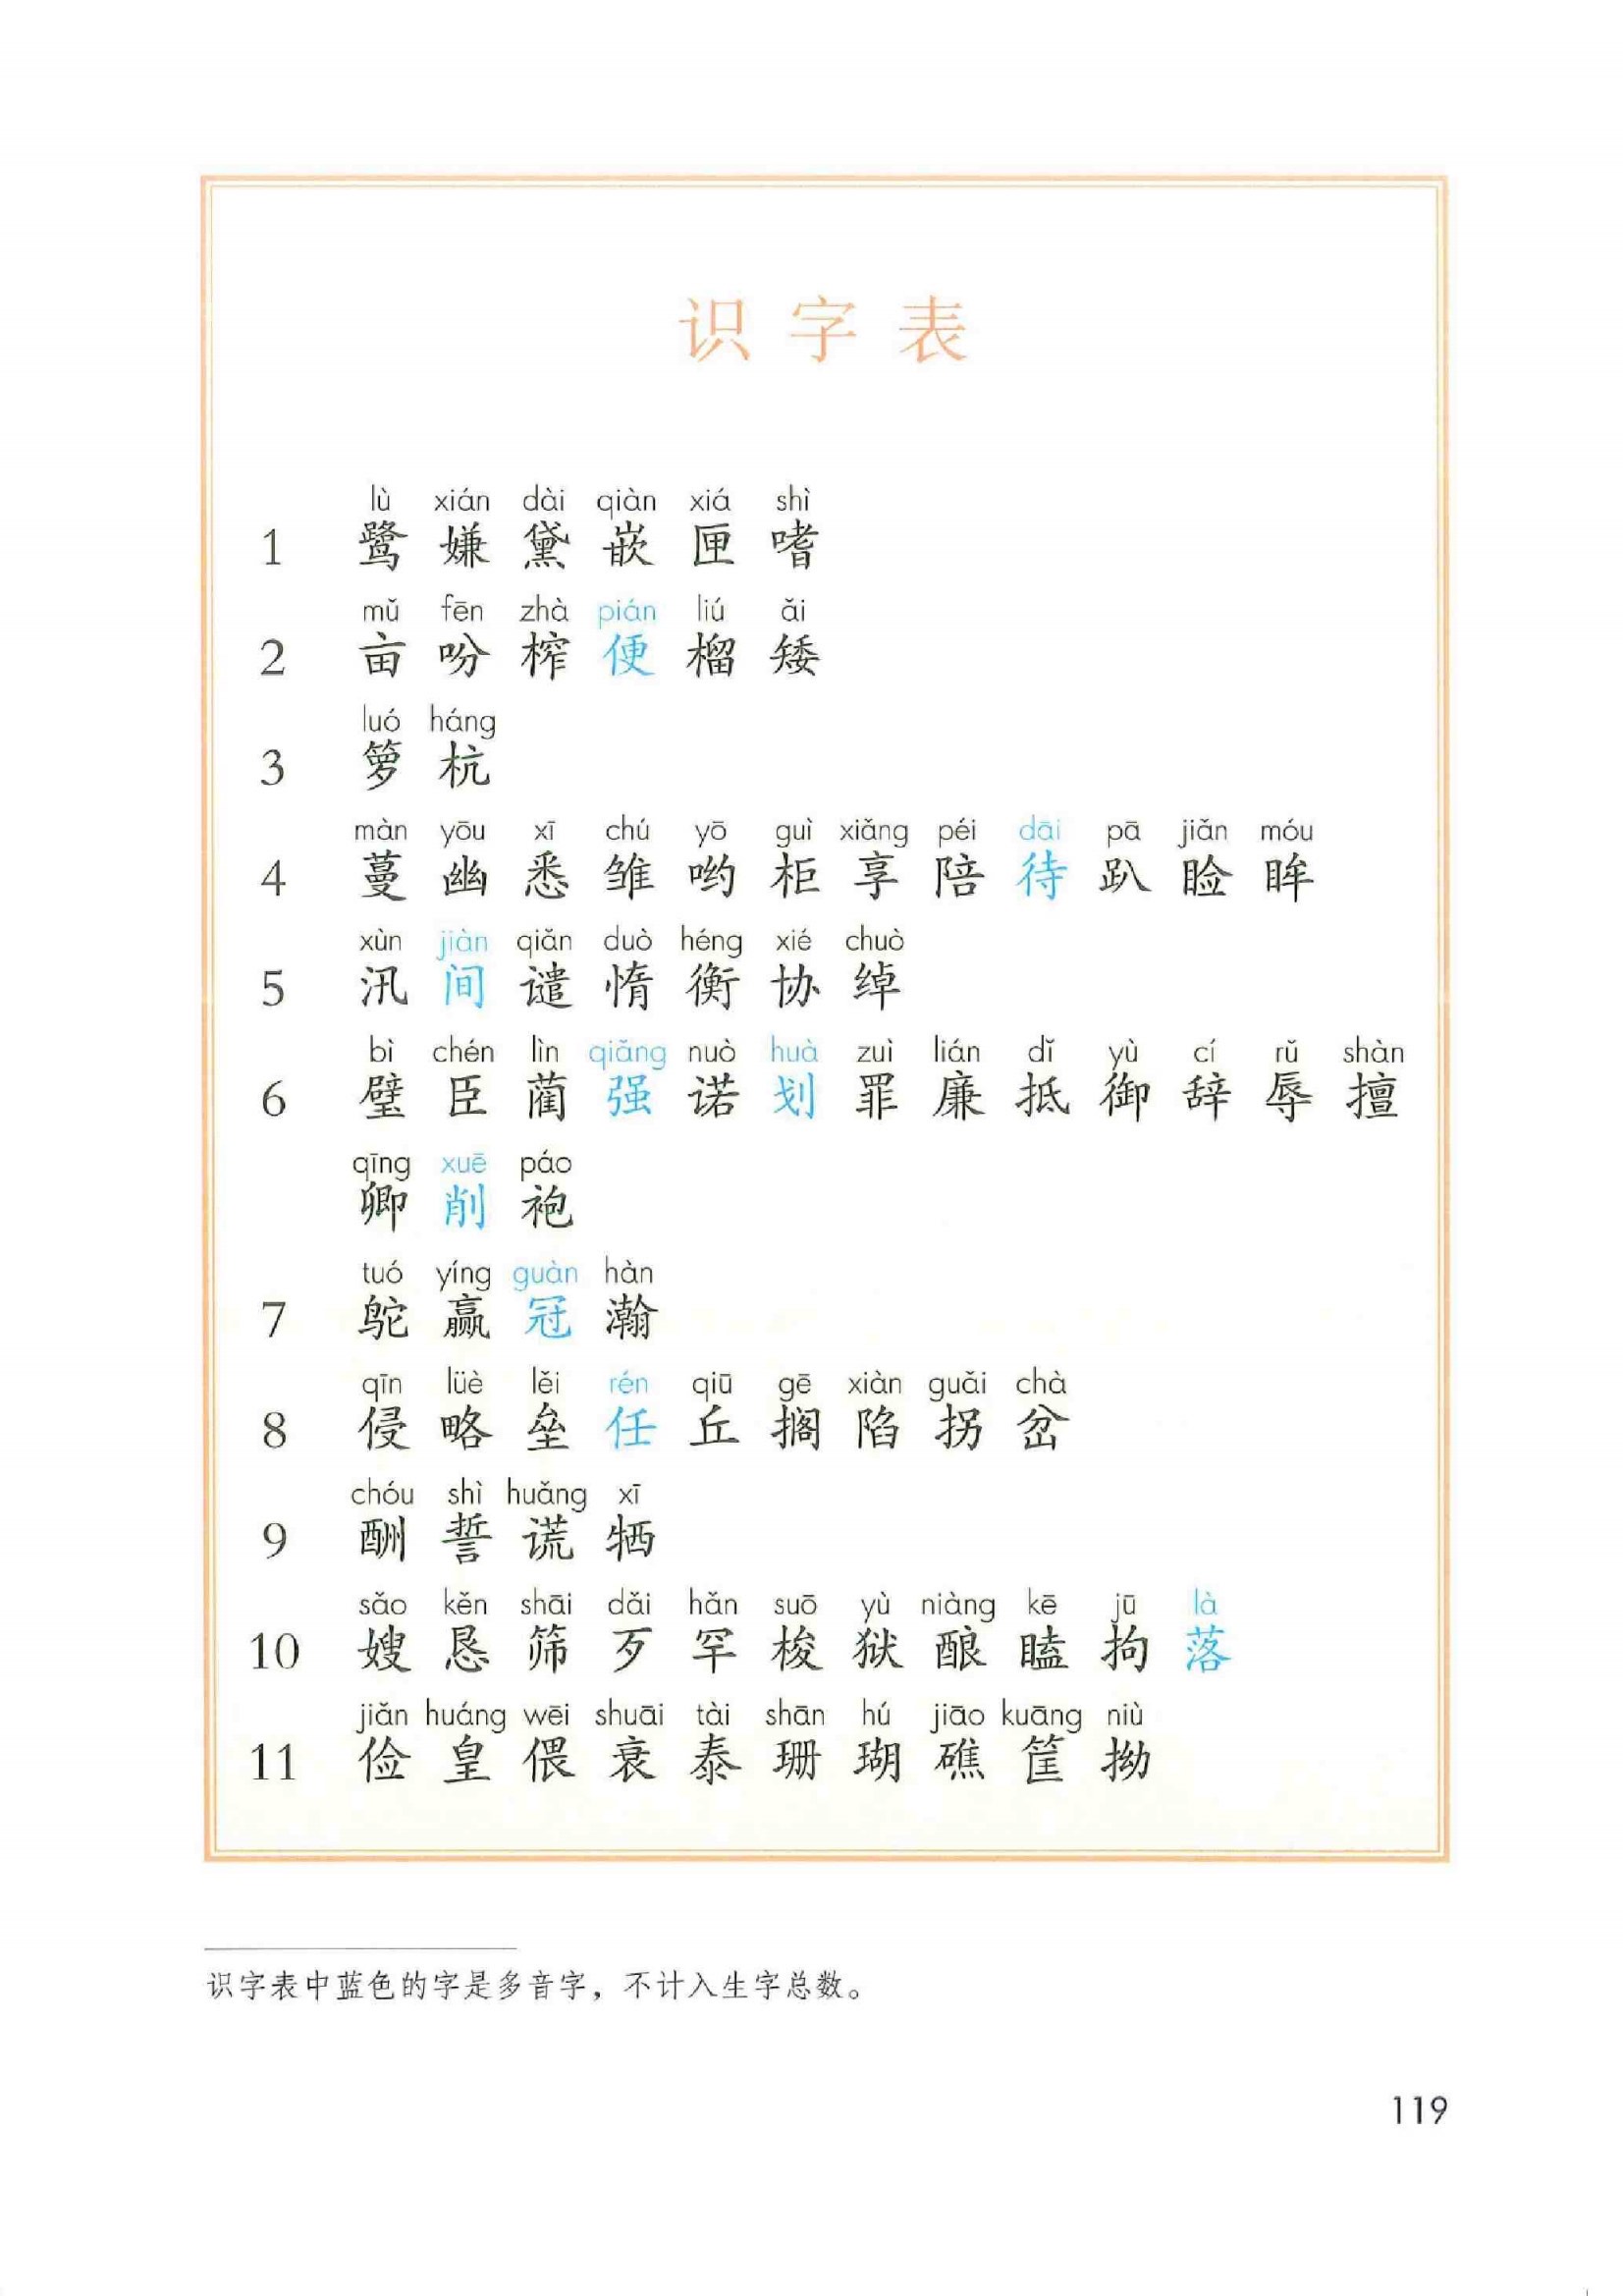 识字表
lù xián dài qiàn xiá shì
1 鹭 嫌 黛 嵌 匣 嗜
mǔ fēn zhà pián liú ǎi
2 亩 吩 榨 便 榴 矮
luó háng
3 箩 杭
màn yōu xī chú yō guì xiǎng péi dāi pā jiǎn móu
4 蔓 幽 悉 雏 哟 柜 享 陪 待 趴 睑 眸
xùn jiàn qiǎn duò héng xié chuò
5 汛 间 谴 惰 衡 协 绰
bì chén lìn qiǎng nuò huà zuì lián dǐ yù cí rǔ shàn
6 璧 臣 蔺 强 诺 划 罪 廉 抵 御 辞 辱 擅
qīng xuē páo
卿 削 袍
tuó yíng guàn hàn
7 鸵 赢 冠 瀚
qīn lüè lěi rén qiū gē xiàn guǎi chà
8 侵 略 垒 任 丘 搁 陷 拐 岔
chóu shì huǎng xī
9 酬 誓 谎 牺
sǎo kěn shāi dǎi hǎn suō yù niàng kē jū là
10 嫂 恳 筛 歹 罕 梭 狱 酿 瞌 拘 落
jiǎn huáng wēi shuāi tài shān hú jiāo kuāng niù
11 俭 皇 偎 衰 泰 珊 瑚 礁 筐 拗
识字表中蓝色的字是多音字，不计入生字总数。
119